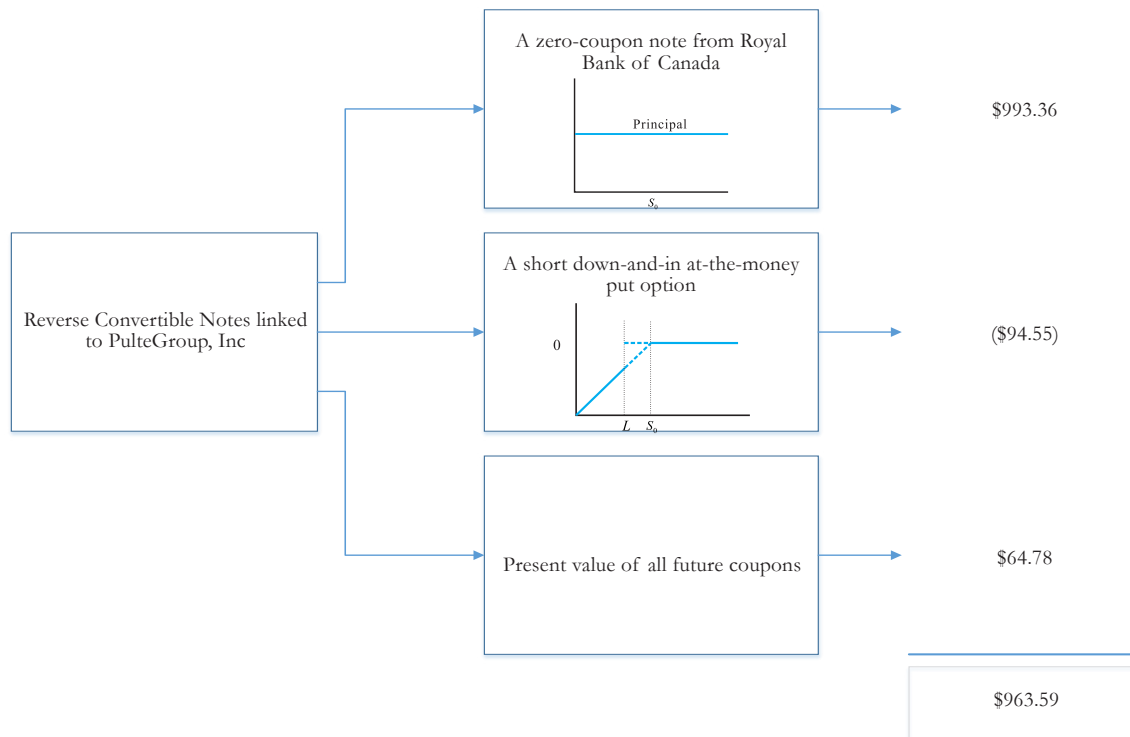 A zero-coupon note from Royal
Bank of Canada
Principal
S₀
$993.36
Reverse Convertible Notes linked
to PulteGroup, Inc
A short down-and-in at-the-money
put option
0
L S₀
($94.55)
Present value of all future coupons
$64.78
$963.59